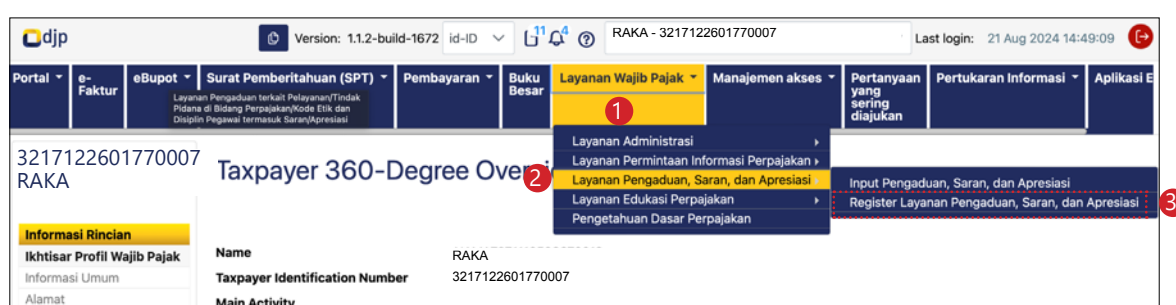 djp
Version: 1.1.2-build-1672
id-ID
11
4
RAKA - 3217122601770007
Last login: 21 Aug 2024 14:49:09
Portal
e-Faktur
eBupot
Surat Pemberitahuan (SPT)
Pembayaran
Buku Besar
Layanan Wajib Pajak
Manajemen akses
Pertanyaan yang sering diajukan
Pertukaran Informasi
Aplikasi E
Layanan Pengaduan terkait Pelayanan/Tindak
Pidana di Bidang Perpajakan/Kode Etik dan
Disiplin Pegawai termasuk Saran/Apresiasi
1
Layanan Administrasi
Layanan Permintaan Informasi Perpajakan
2
Layanan Pengaduan, Saran, dan Apresiasi
Layanan Edukasi Perpajakan
Pengetahuan Dasar Perpajakan
Input Pengaduan, Saran, dan Apresiasi
Register Layanan Pengaduan, Saran, dan Apresiasi
3
3217122601770007
RAKA
Taxpayer 360-Degree
Informasi Rincian
Ikhtisar Profil Wajib Pajak
Informasi Umum
Alamat
Name
RAKA
Taxpayer Identification Number
3217122601770007
Main Activity